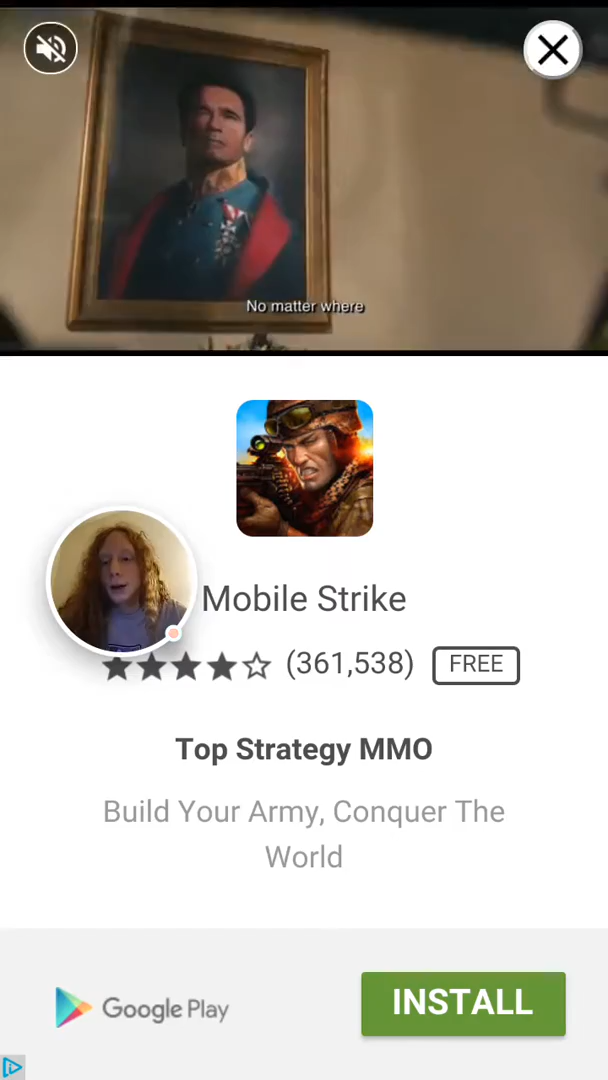 No matter where
Mobile Strike
(361,538) FREE
Top Strategy MMO
Build Your Army, Conquer The
World
Google Play
INSTALL